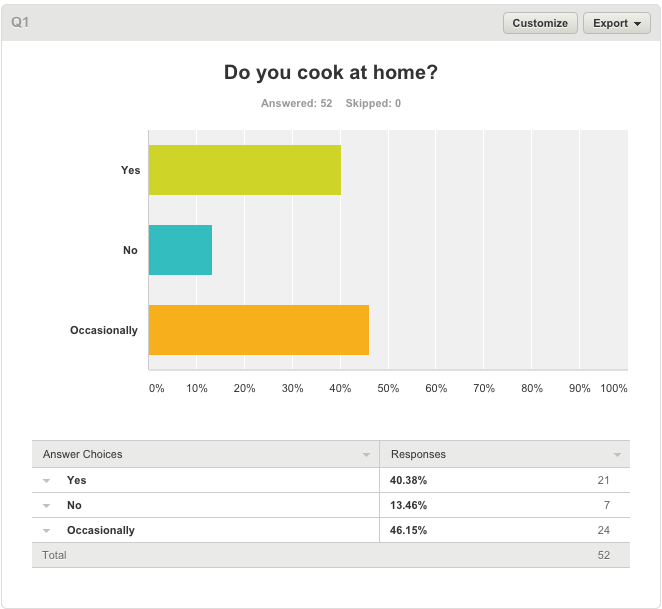 Q1 Customize Export
Do you cook at home?
Answered: 52 Skipped: 0
Yes
No
Occasionally
0% 10% 20% 30% 40% 50% 60% 70% 80% 90% 100%
Answer Choices Responses
Yes 40.38% 21
No 13.46% 7
Occasionally 46.15% 24
Total 52